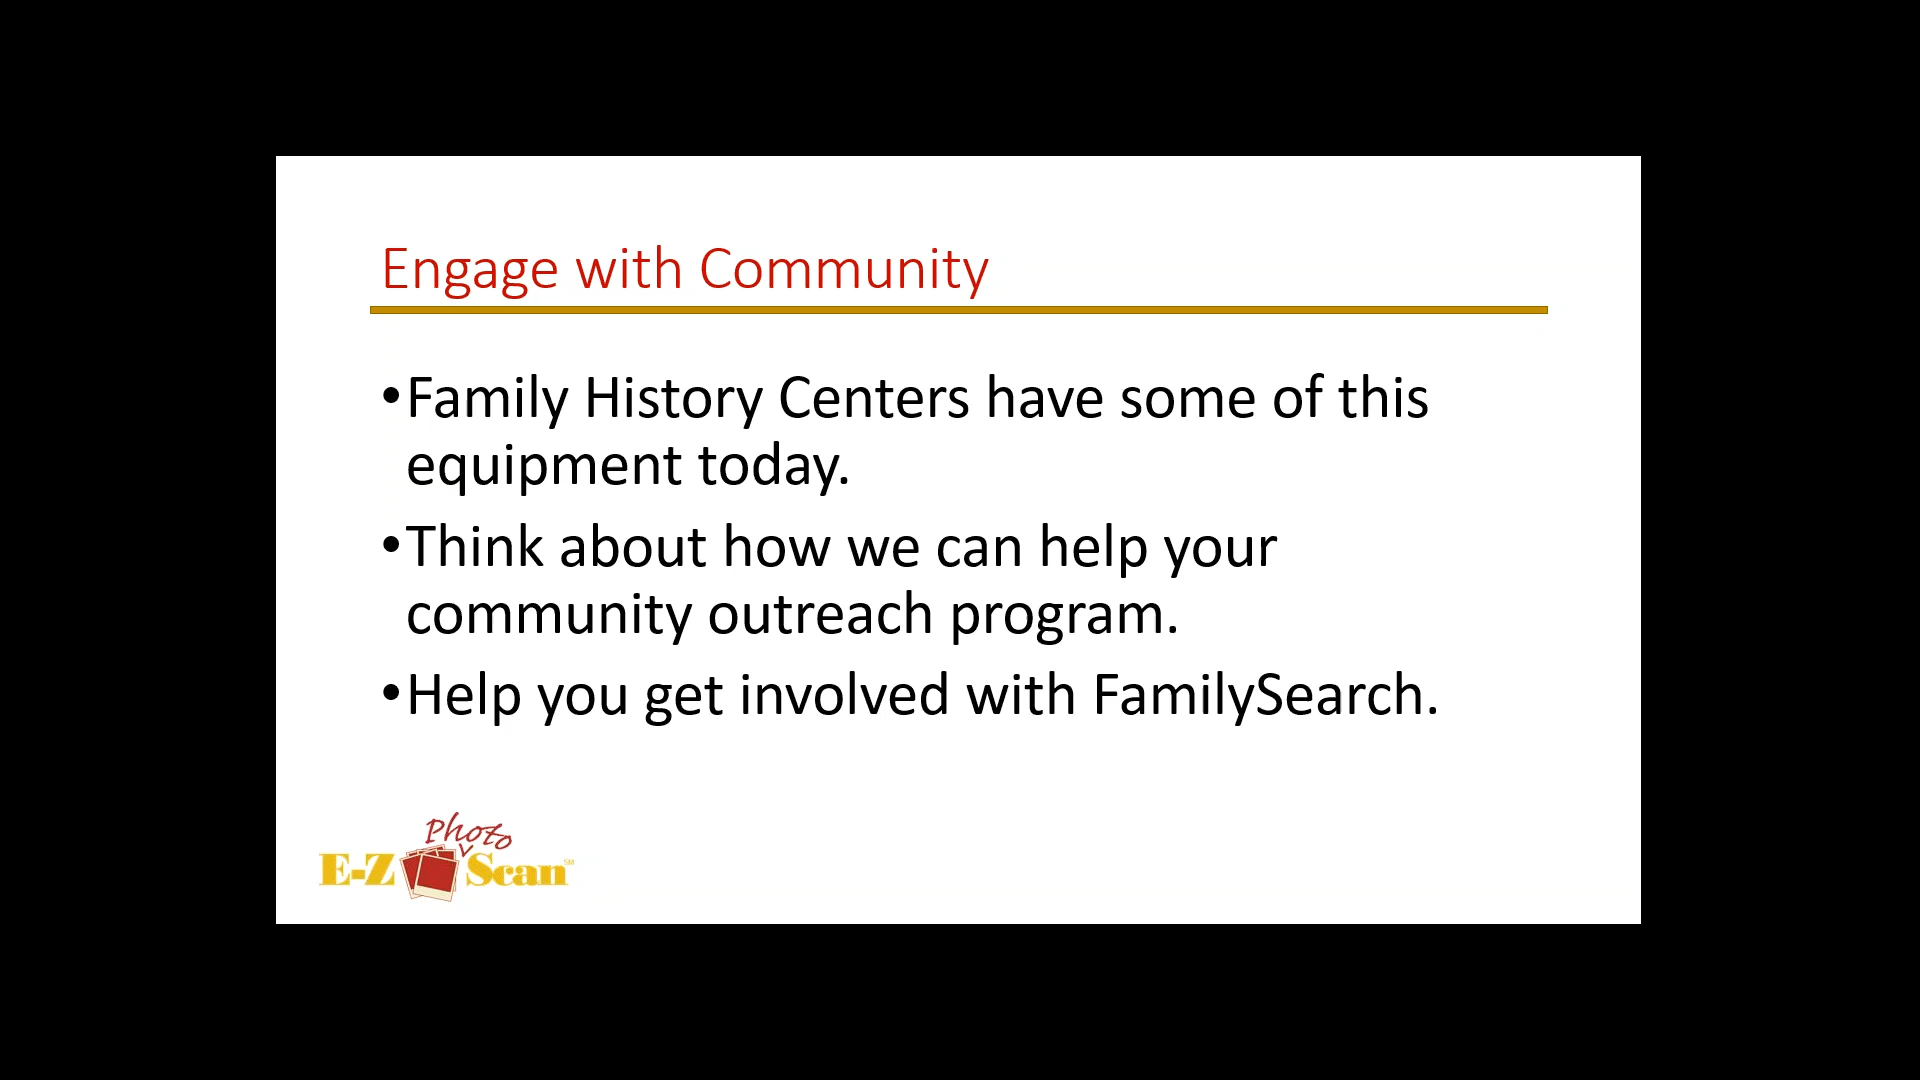 Engage with Community
•Family History Centers have some of this
equipment today.
•Think about how we can help your
community outreach program.
•Help you get involved with FamilySearch.
Photo
E-Z Scan℠